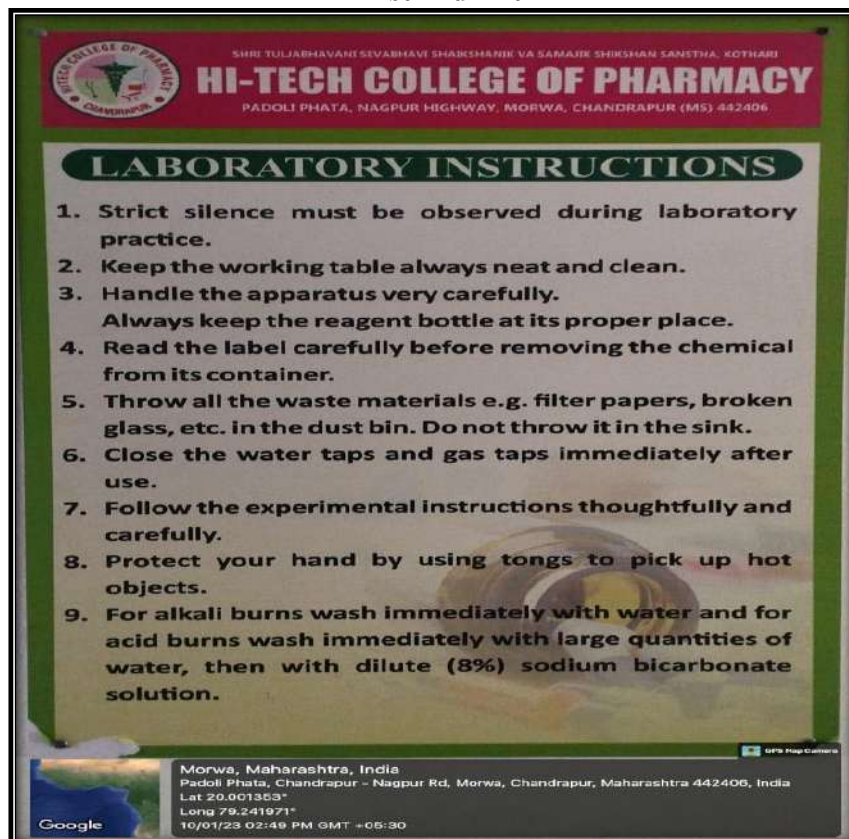 SHRI TULJABHAVANI SEVABHAVI SHAIKSHANIK VA SAMAJIK SHIKSHAN SANSTHA, KOTHARI
HI-TECH COLLEGE OF PHARMACY
PADOLI PHATA, NAGPUR HIGHWAY, MORWA, CHANDRAPUR (MS) 442406
HITECH COLLEGE OF PHARMACY
CHANDRAPUR
LABORATORY INSTRUCTIONS
1. Strict silence must be observed during laboratory
practice.
2. Keep the working table always neat and clean.
3. Handle the apparatus very carefully.
Always keep the reagent bottle at its proper place.
4. Read the label carefully before removing the chemical
from its container.
5. Throw all the waste materials e.g. filter papers, broken
glass, etc. in the dust bin. Do not throw it in the sink.
6. Close the water taps and gas taps immediately after
use.
7. Follow the experimental instructions thoughtfully and
carefully.
8. Protect your hand by using tongs to pick up hot
objects.
9. For alkali burns wash immediately with water and for
acid burns wash immediately with large quantities of
water, then with dilute (8%) sodium bicarbonate
solution.
GPS Map Camera
Morwa, Maharashtra, India
Padoli Phata, Chandrapur - Nagpur Rd, Morwa, Chandrapur, Maharashtra 442406, India
Lat 20.001353°
Long 79.241971°
10/01/23 02:49 PM GMT +05:30
Google